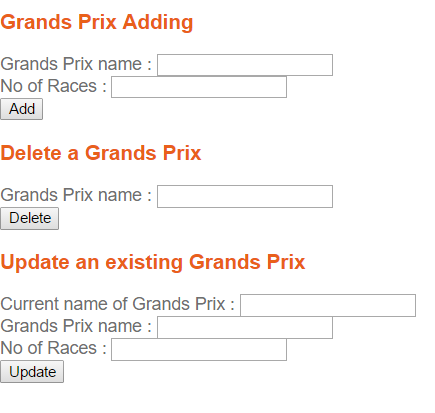 Grands Prix Adding
Grands Prix name :
No of Races :
Add
Delete a Grands Prix
Grands Prix name :
Delete
Update an existing Grands Prix
Current name of Grands Prix :
Grands Prix name :
No of Races :
Update